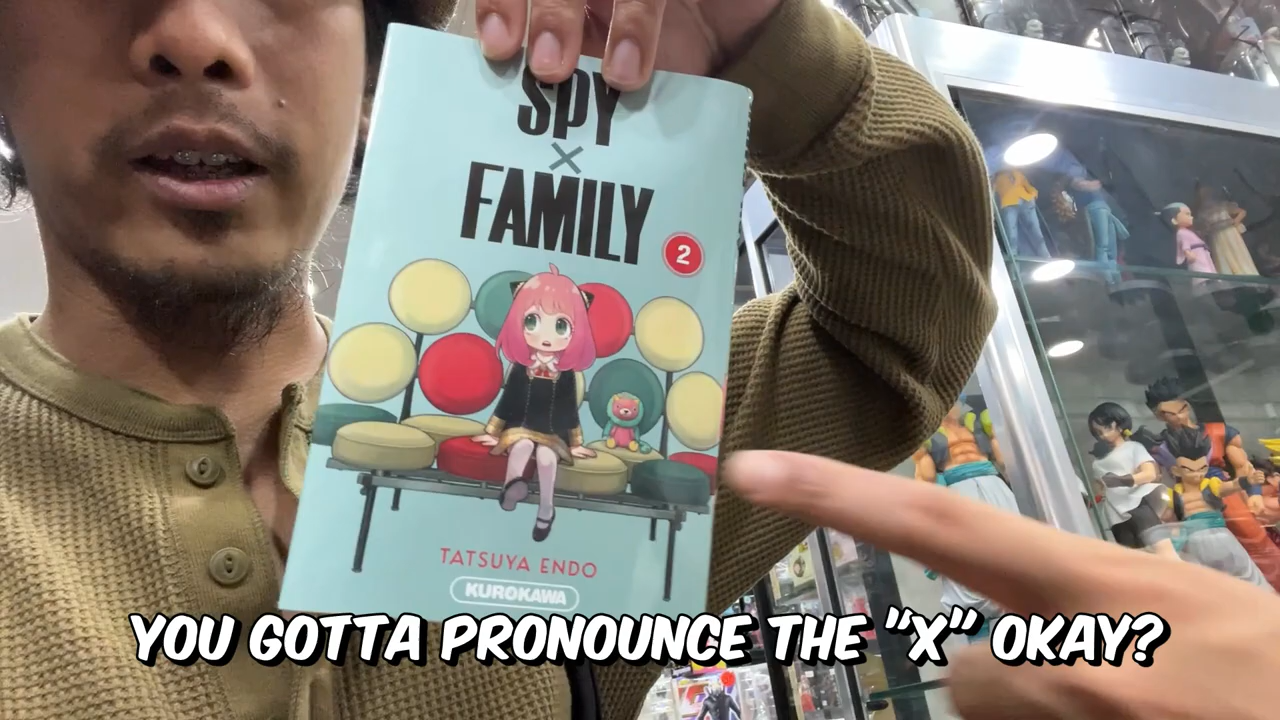 SPY
×
FAMILY
2
TATSUYA ENDO
KUROKAWA
YOU GOTTA PRONOUNCE THE "X" OKAY?